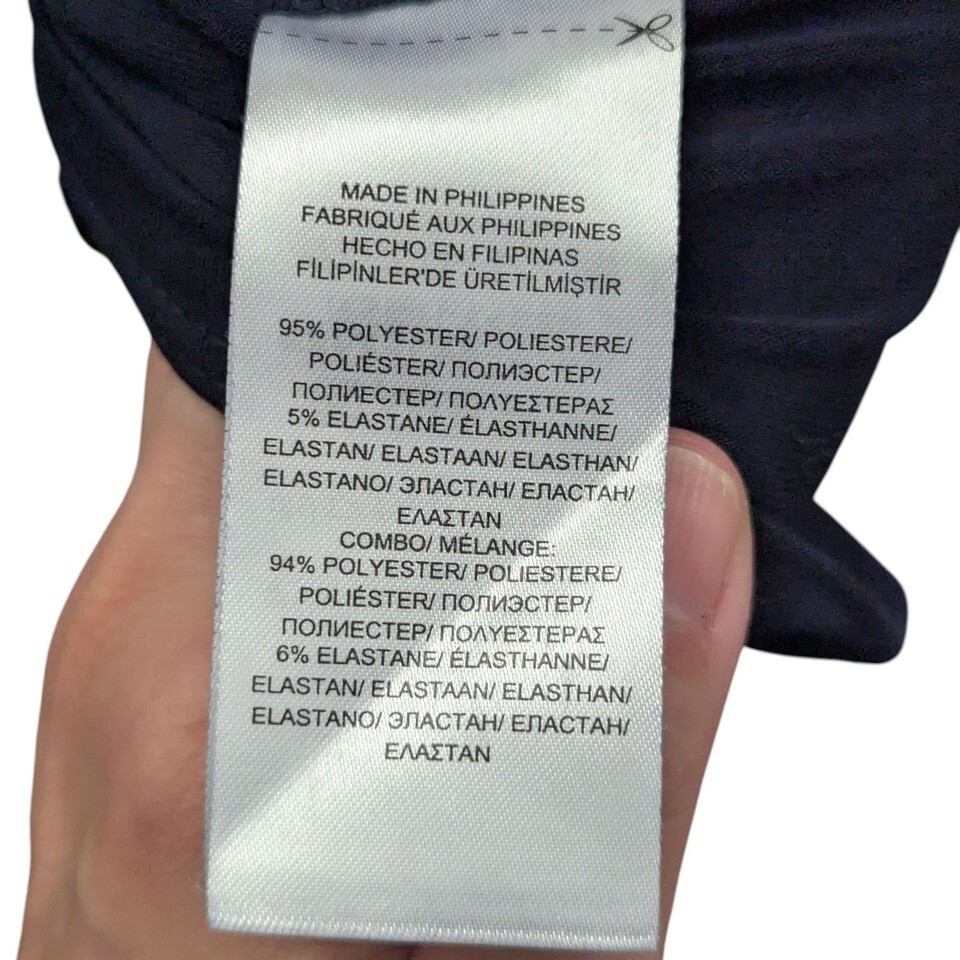 MADE IN PHILIPPINES
FABRIQUÉ AUX PHILIPPINES
HECHO EN FILIPINAS
FİLİPİNLER'DE ÜRETİLMİŞTİR
95% POLYESTER/ POLIESTERE/
POLIÉSTER/ ПОЛИЭСТЕР/
ПОЛИЕСТЕР/ ΠΟΛΥΕΣΤΕΡΑΣ
5% ELASTANE/ ÉLASTHANNE/
ELASTAN/ ELASTAAN/ ELASTHAN/
ELASTANO/ ЭЛАСТАН/ ЕЛАСТАН/
ΕΛΑΣΤΑΝ
COMBO/ MÉLANGE:
94% POLYESTER/ POLIESTERE/
POLIÉSTER/ ПОЛИЭСТЕР/
ПОЛИЕСТЕР/ ΠΟΛΥΕΣΤΕΡΑΣ
6% ELASTANE/ ÉLASTHANNE/
ELASTAN/ ELASTAAN/ ELASTHAN/
ELASTANO/ ЭЛАСТАН/ ЕЛАСТАН/
ΕΛΑΣΤΑΝ